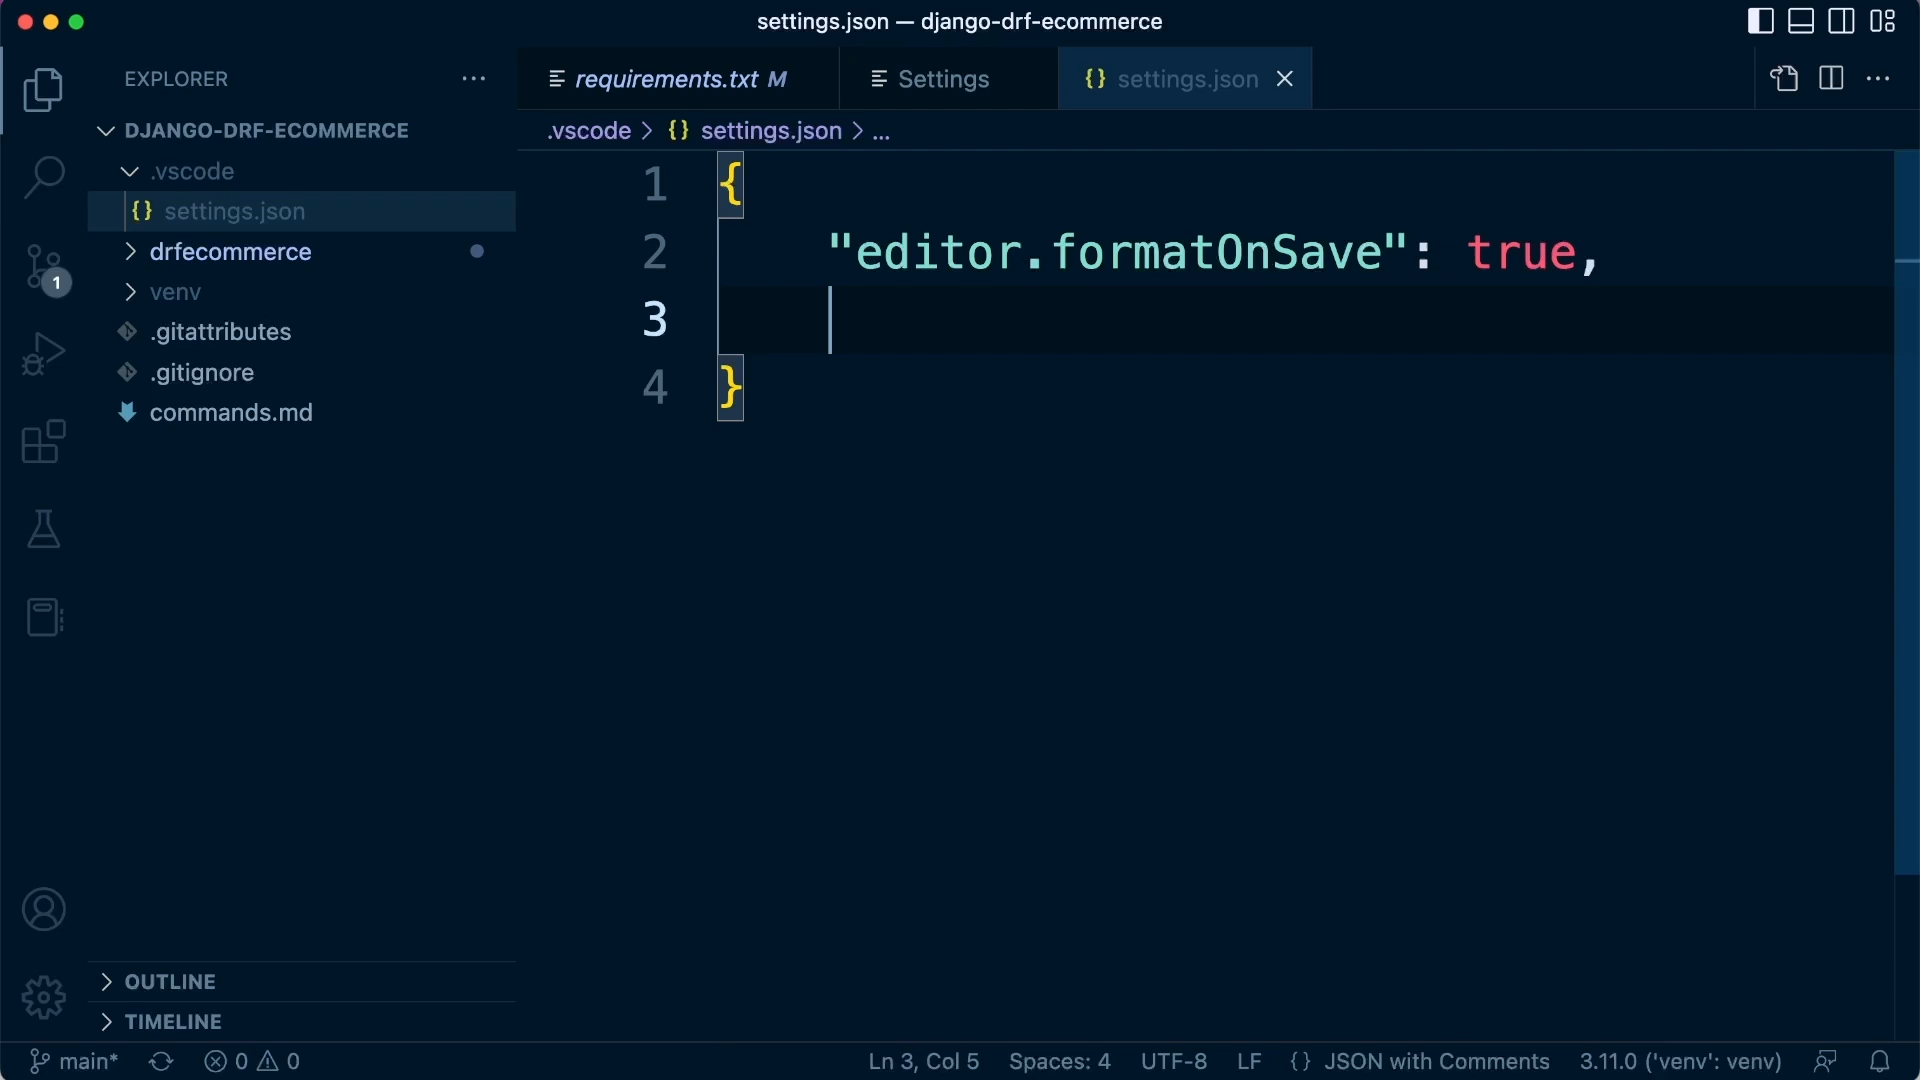 settings.json — django-drf-ecommerce
EXPLORER
DJANGO-DRF-ECOMMERCE
.vscode
{} settings.json
drfecommerce
venv
.gitattributes
.gitignore
commands.md
OUTLINE
TIMELINE
1
requirements.txt M
Settings
{} settings.json
.vscode > {} settings.json > ...
1 {
2 "editor.formatOnSave": true,
3
4 }
main* 0 0
Ln 3, Col 5 Spaces: 4 UTF-8 LF {} JSON with Comments 3.11.0 ('venv': venv)